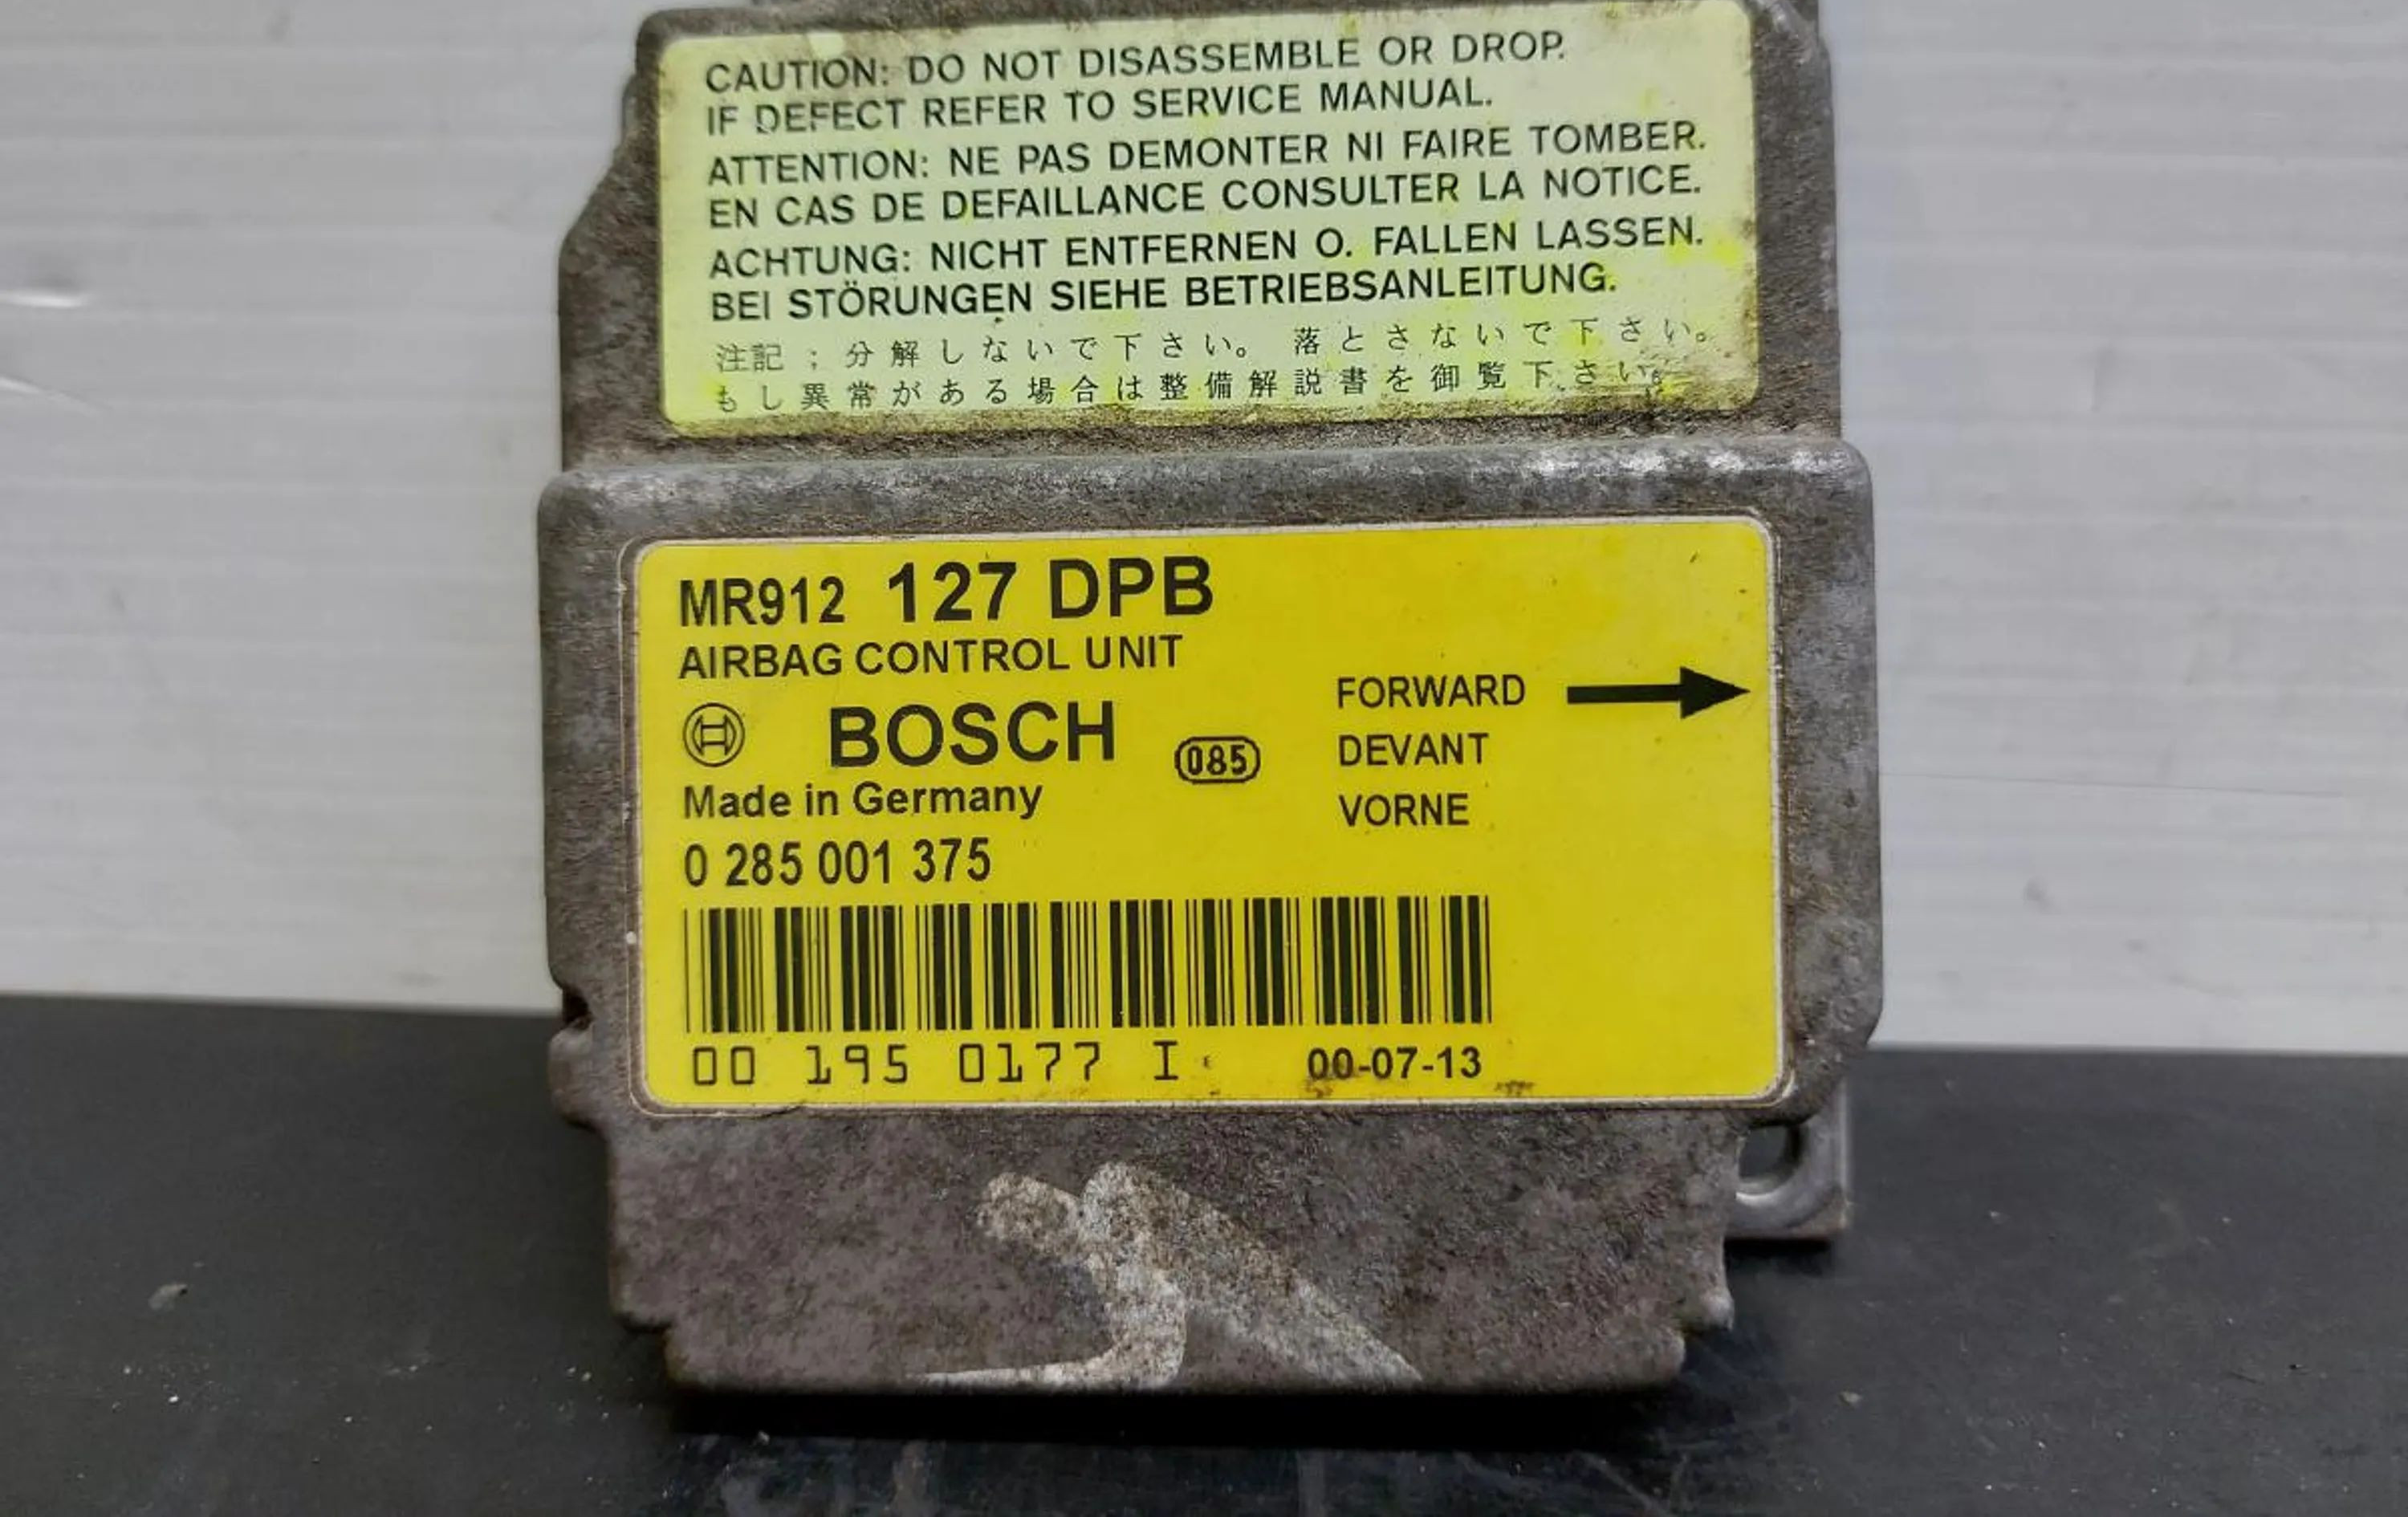 CAUTION: DO NOT DISASSEMBLE OR DROP.
IF DEFECT REFER TO SERVICE MANUAL.
ATTENTION: NE PAS DEMONTER NI FAIRE TOMBER.
EN CAS DE DEFAILLANCE CONSULTER LA NOTICE.
ACHTUNG: NICHT ENTFERNEN O. FALLEN LASSEN.
BEI STÖRUNGEN SIEHE BETRIEBSANLEITUNG.
注記;分解しないで下さい。 落とさないで下さい。
もし異常がある場合は整備解説書を御覧下さい。
MR912 127 DPB
AIRBAG CONTROL UNIT
BOSCH
085
Made in Germany
0 285 001 375
FORWARD
DEVANT
VORNE
00 195 0177 I
00-07-13